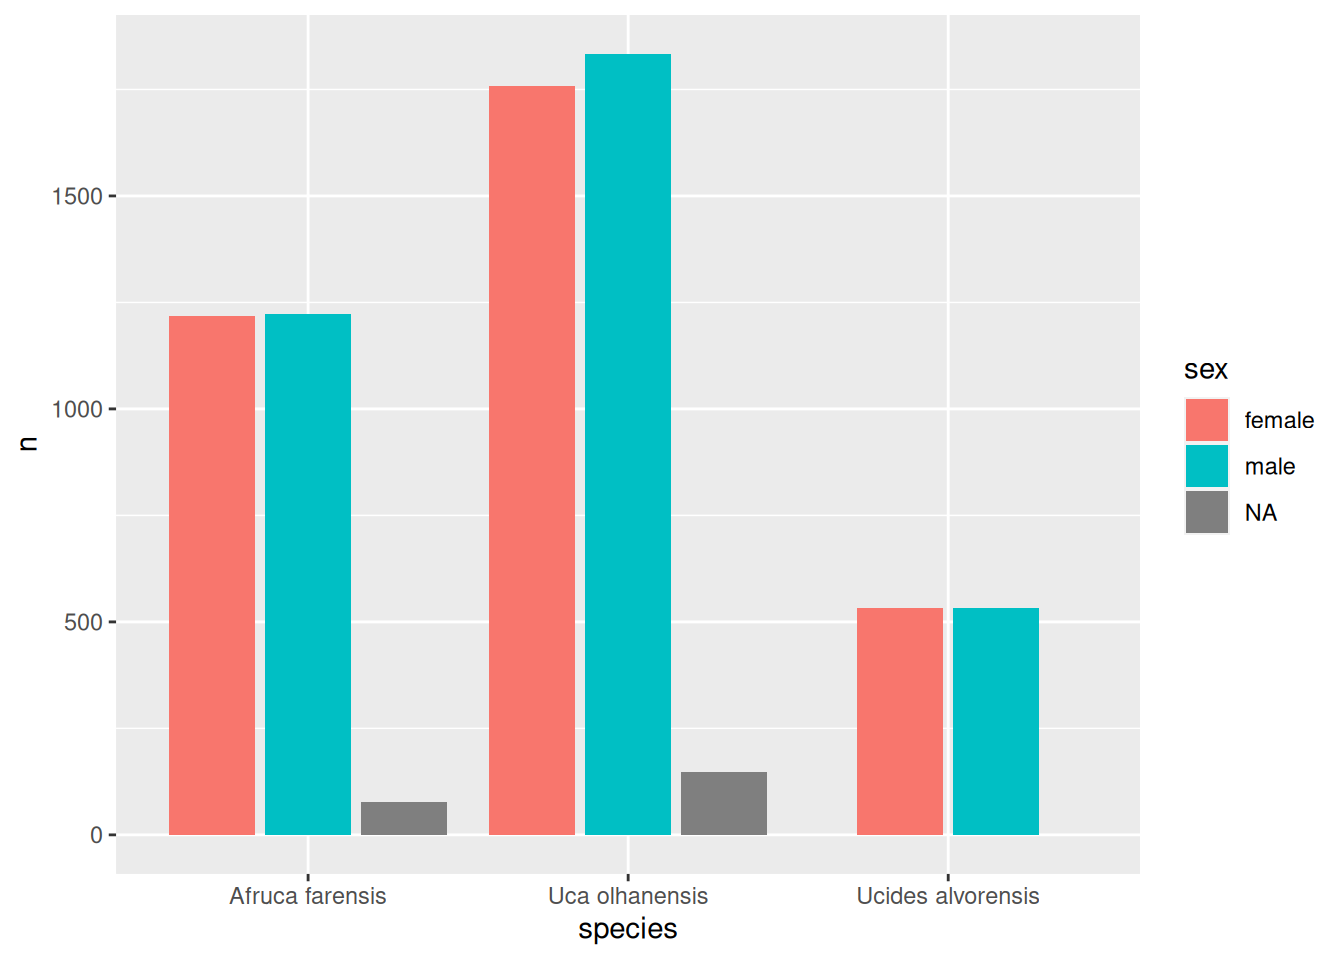 1500
1000
500
0
n
Afruca farensis
Uca olhanensis
Ucides alvorensis
species
sex
female
male
NA